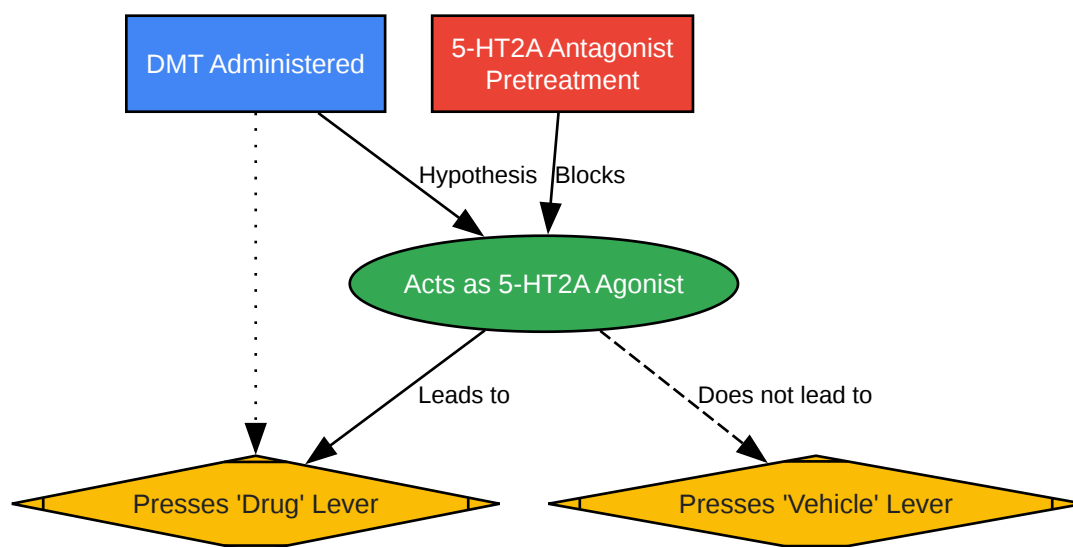 DMT Administered
5-HT2A Antagonist
Pretreatment
Hypothesis
Blocks
Acts as 5-HT2A Agonist
Leads to
Does not lead to
Presses 'Drug' Lever
Presses 'Vehicle' Lever